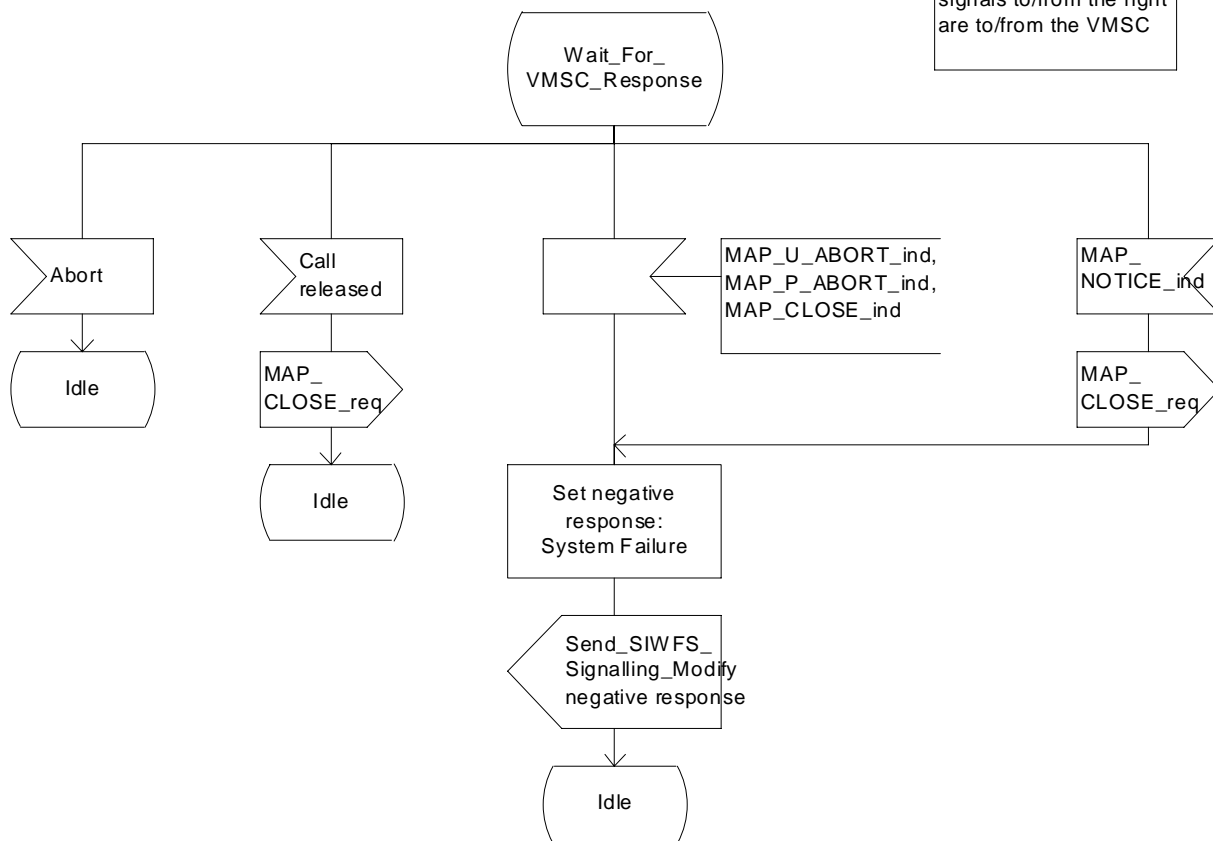 signals to/from the right
are to/from the VMSC
Wait_For_
VMSC_Response
Abort
Call
released
MAP_U_ABORT_ind,
MAP_P_ABORT_ind,
MAP_CLOSE_ind
MAP_
NOTICE_ind
Idle
MAP_
CLOSE_req
MAP_
CLOSE_req
Idle
Set negative
response:
System Failure
Send_SIWFS_
Signalling_Modify
negative response
Idle